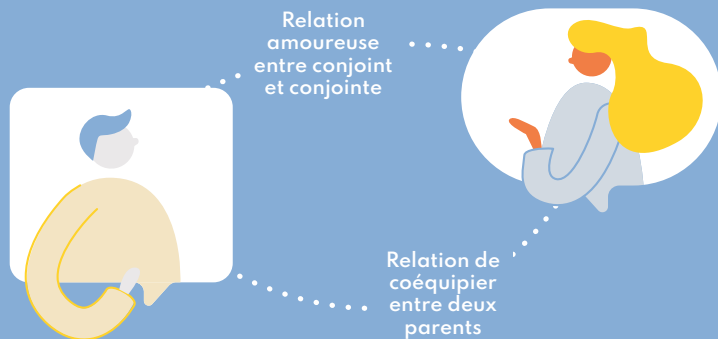 Relation
amoureuse
entre conjoint
et conjointe
Relation de
coéquipier
entre deux
parents